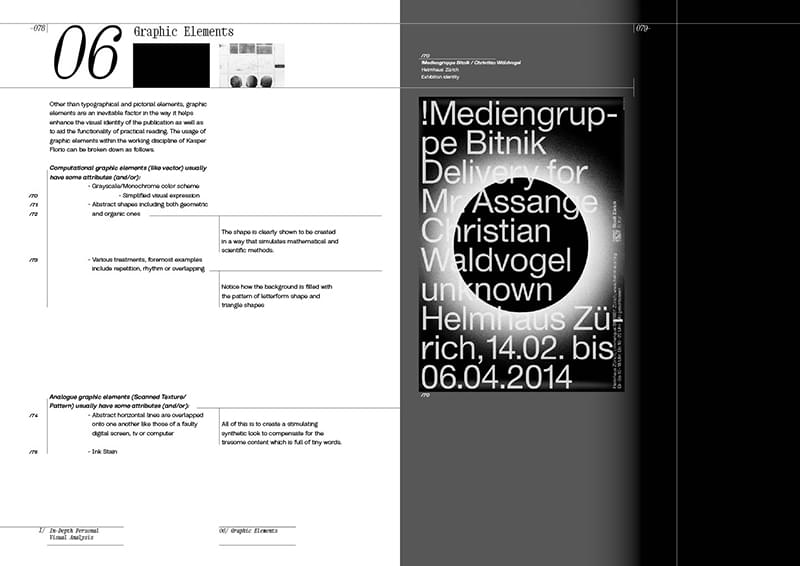 –078
06
Graphic Elements
Other than typographical and pictorial elements, graphic
elements are an inevitable factor in the way it helps
enhance the visual identity of the publication as well as
to aid the functionality of practical reading. The usage of
graphic elements within the working discipline of Kasper
Florio can be broken down as follows.
Computational graphic elements (like vector) usually
have some attributes (and/or):
- Grayscale/Monochrome color scheme
/70 - Simplified visual expression
/71 - Abstract shapes including both geometric
/72 and organic ones
The shape is clearly shown to be created
in a way that simulates mathematical and
scientific methods.
/73 - Various treatments, foremost examples
include repetition, rhythm or overlapping
Notice how the background is filled with
the pattern of letterform shape and
triangle shapes
Analogue graphic elements (Scanned Texture/
Pattern) usually have some attributes (and/or):
/74 - Abstract horizontal lines are overlapped
onto one another like those of a faulty
digital screen, tv or computer
All of this is to create a stimulating
synthetic look to compensate for the
tiresome content which is full of tiny words.
/75 - Ink Stain
I/ In-Depth Personal
Visual Analysis
06/ Graphic Elements
079–
/70
!Mediengruppe Bitnik / Christian Waldvogel
Helmhaus Zürich
Exhibition identity
!Mediengrup-
pe Bitnik
Delivery for
Mr. Assange
Christian
Waldvogel
unknown
Helmhaus Zü-
rich, 14.02. bis
06.04.2014
/70